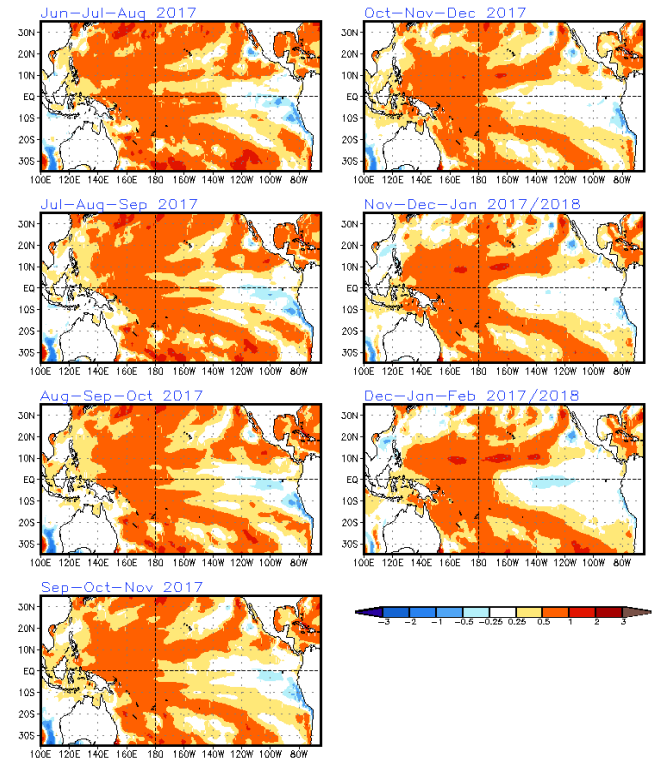 Jun-Jul-Aug 2017
30N
20N
10N
EQ
10S
20S
30S
100E 120E 140E 160E 180 160W 140W 120W 100W 80W
Jul-Aug-Sep 2017
30N
20N
10N
EQ
10S
20S
30S
100E 120E 140E 160E 180 160W 140W 120W 100W 80W
Aug-Sep-Oct 2017
30N
20N
10N
EQ
10S
20S
30S
100E 120E 140E 160E 180 160W 140W 120W 100W 80W
Sep-Oct-Nov 2017
30N
20N
10N
EQ
10S
20S
30S
100E 120E 140E 160E 180 160W 140W 120W 100W 80W
Oct-Nov-Dec 2017
30N
20N
10N
EQ
10S
20S
30S
100E 120E 140E 160E 180 160W 140W 120W 100W 80W
Nov-Dec-Jan 2017/2018
30N
20N
10N
EQ
10S
20S
30S
100E 120E 140E 160E 180 160W 140W 120W 100W 80W
Dec-Jan-Feb 2017/2018
30N
20N
10N
EQ
10S
20S
30S
100E 120E 140E 160E 180 160W 140W 120W 100W 80W
-3 -2 -1 -0.5 -0.25 0.25 0.5 1 2 3